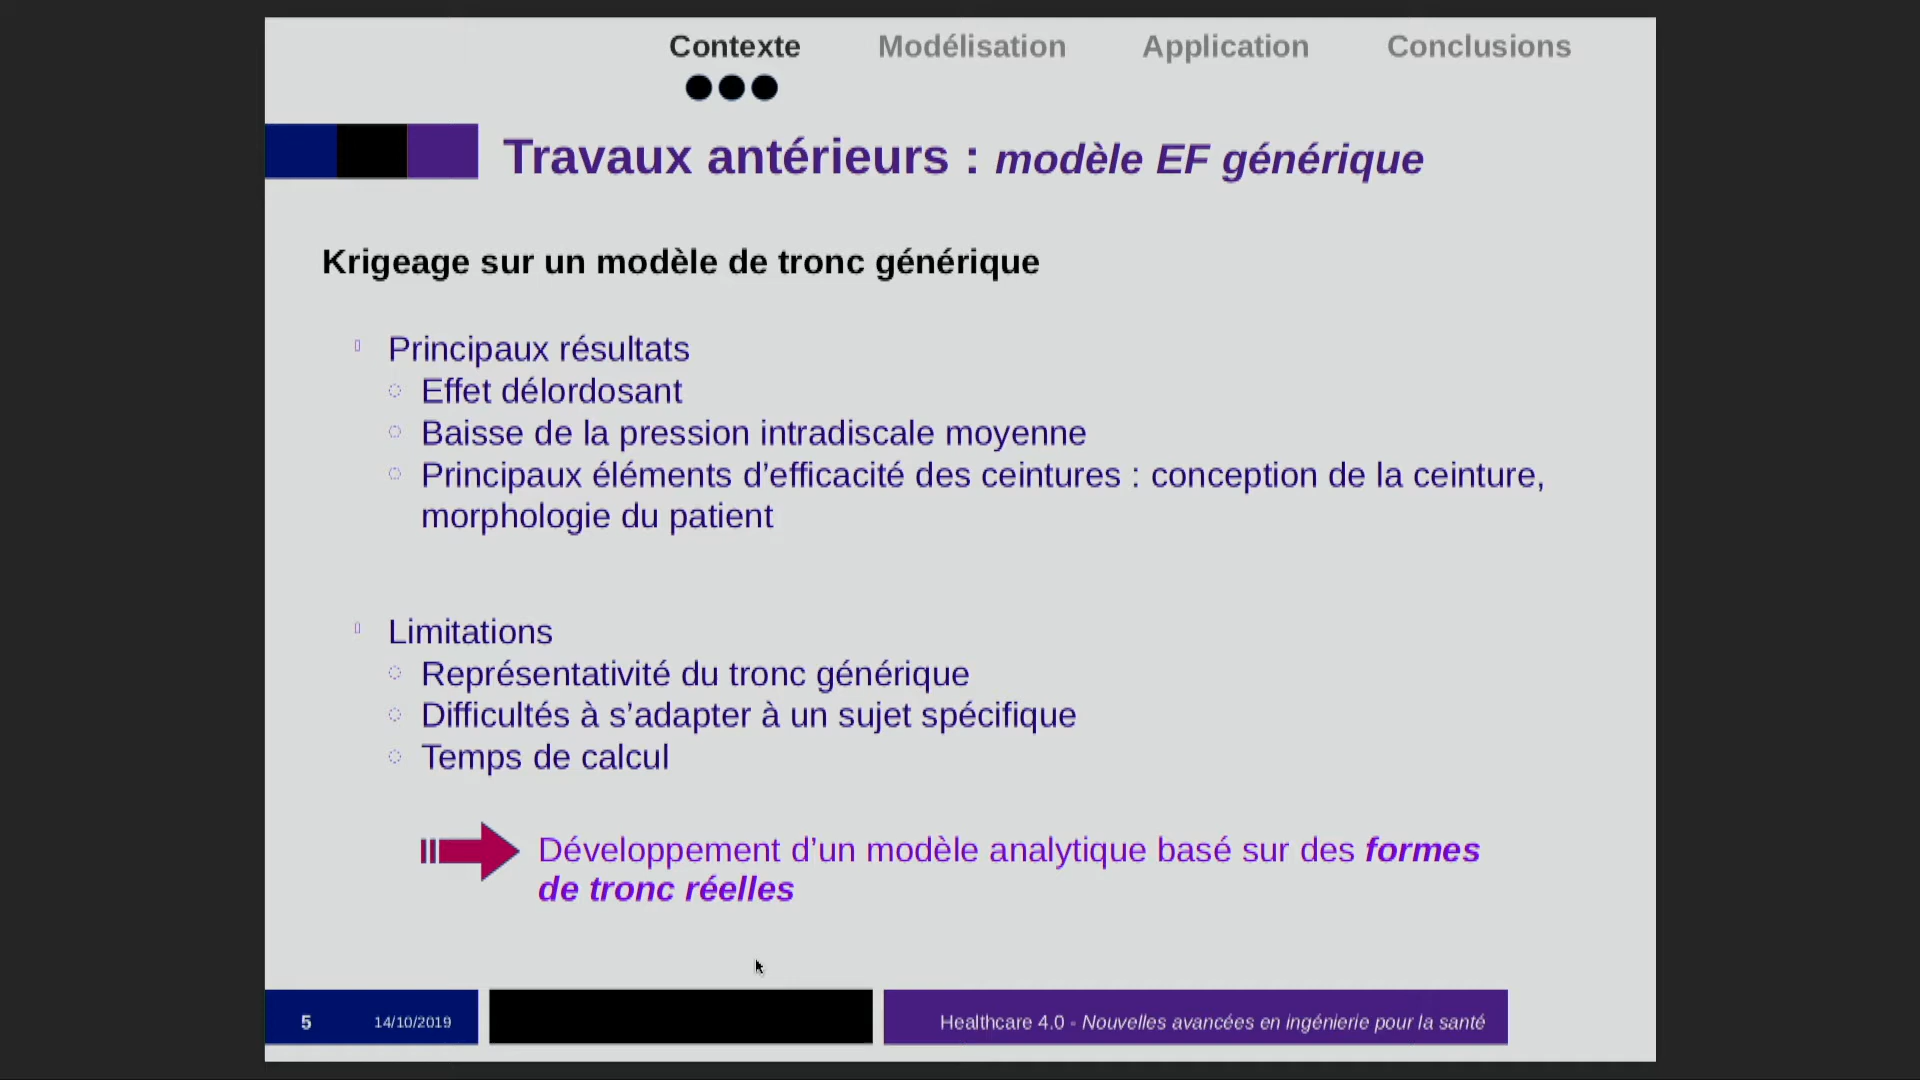 Contexte Modélisation Application Conclusions
Travaux antérieurs : modèle EF générique
Krigeage sur un modèle de tronc générique
Principaux résultats
Effet délordosant
Baisse de la pression intradiscale moyenne
Principaux éléments d’efficacité des ceintures : conception de la ceinture,
morphologie du patient
Limitations
Représentativité du tronc générique
Difficultés à s’adapter à un sujet spécifique
Temps de calcul
Développement d’un modèle analytique basé sur des formes
de tronc réelles
5 14/10/2019 Healthcare 4.0 - Nouvelles avancées en ingénierie pour la santé